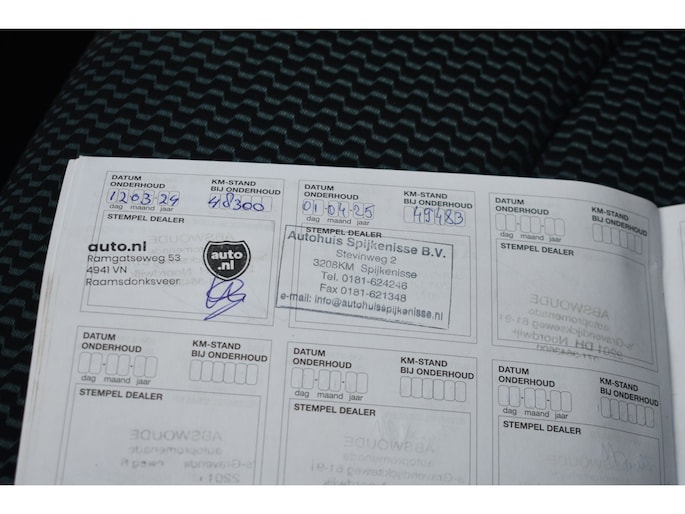 DATUM ONDERHOUD
KM-STAND BIJ ONDERHOUD
12 03 24
48300
dag maand jaar
STEMPEL DEALER
auto.nl
Ramgatseweg 53
4941 VN
Raamsdonksveer
auto
.nl
DATUM ONDERHOUD
KM-STAND BIJ ONDERHOUD
01 04 25
49483
dag maand jaar
STEMPEL DEALER
Autohuis Spijkenisse B.V.
Stevinweg 2
3208KM Spijkenisse
Tel. 0181-624246
Fax 0181-621348
e-mail: info@autohuisspijkenisse.nl
DATUM ONDERHOUD
KM-STAND BIJ ONDERHOUD
dag maand jaar
STEMPEL DEALER
DATUM ONDERHOUD
KM-STAND BIJ ONDERHOUD
dag maand jaar
STEMPEL DEALER
DATUM ONDERHOUD
KM-STAND BIJ ONDERHOUD
dag maand jaar
STEMPEL DEALER
DATUM ONDERHOUD
KM-STAND BIJ ONDERHOUD
dag maand jaar
STEMPEL DEALER